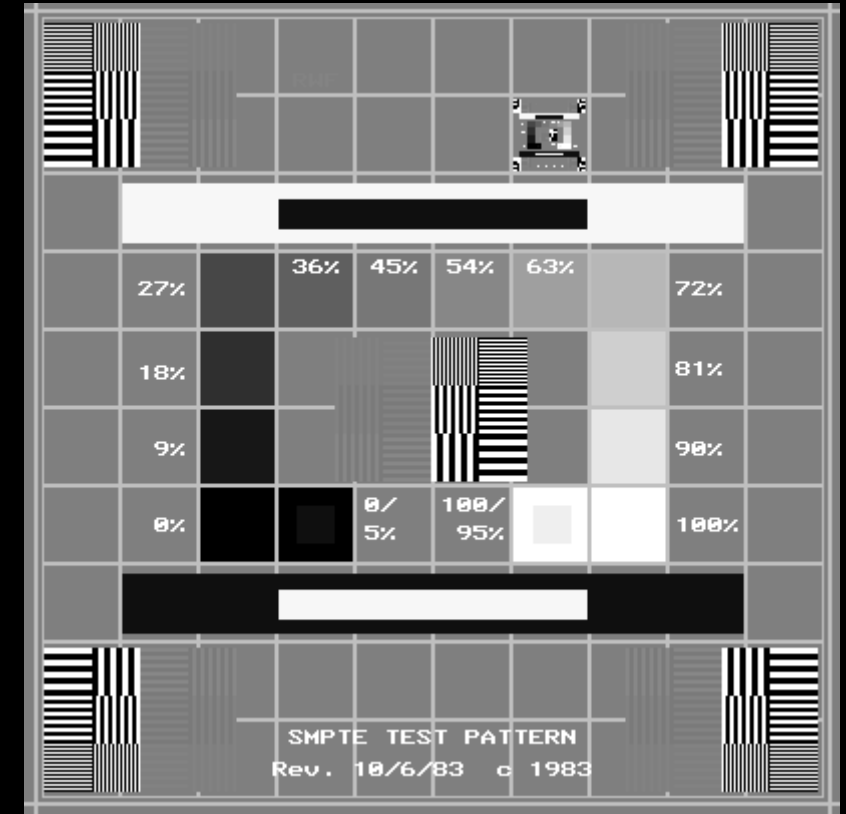 36% 45% 54% 63%
27% 72%
18% 81%
9% 90%
0/ 100/
0% 5% 95% 100%
SMPTE TEST PATTERN
Rev. 10/6/83 c 1983